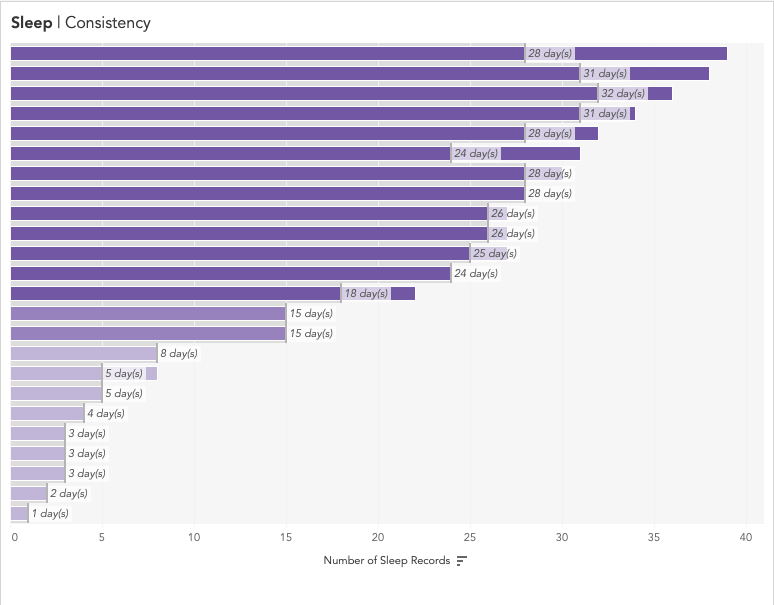 Sleep | Consistency
28 day(s)
31 day(s)
32 day(s)
31 day(s)
28 day(s)
24 day(s)
28 day(s)
28 day(s)
26 day(s)
26 day(s)
25 day(s)
24 day(s)
18 day(s)
15 day(s)
15 day(s)
8 day(s)
5 day(s)
5 day(s)
4 day(s)
3 day(s)
3 day(s)
3 day(s)
2 day(s)
1 day(s)
0 5 10 15 20 25 30 35 40
Number of Sleep Records